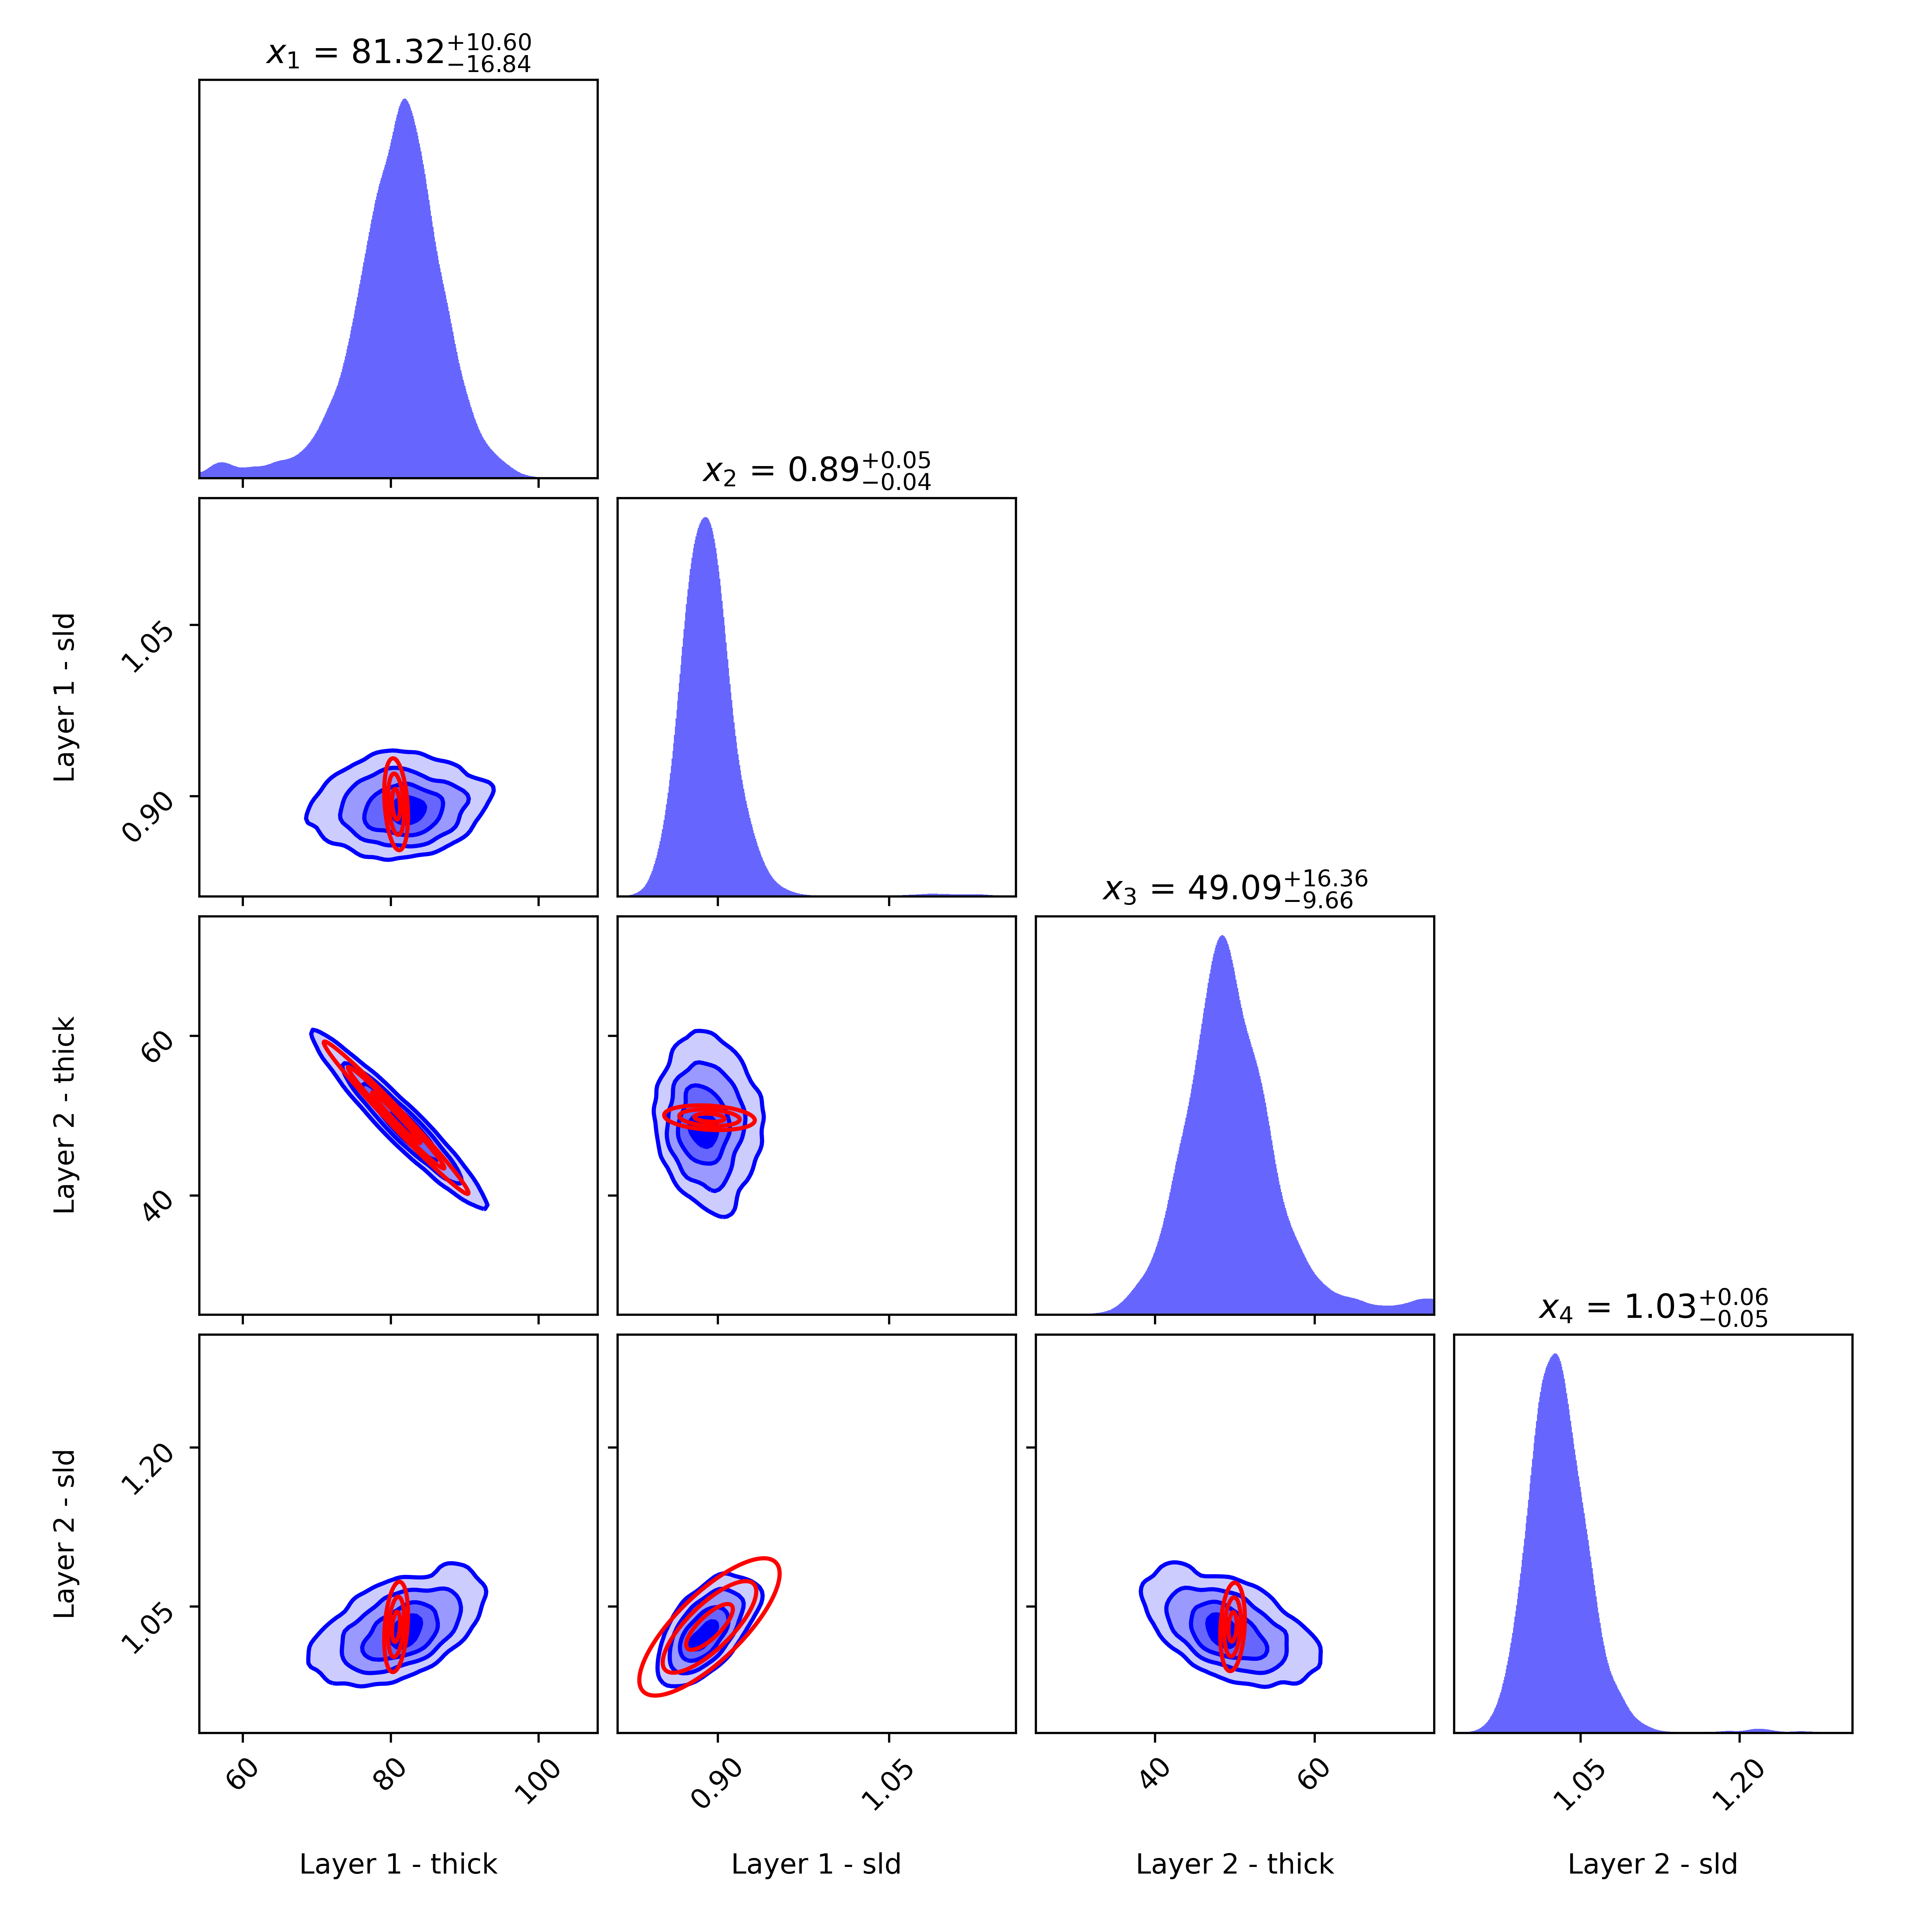 x₁ = 81.32 +10.60 −16.84
x₂ = 0.89 +0.05 −0.04
Layer 1 - sld
1.05
0.90
x₃ = 49.09 +16.36 −9.66
Layer 2 - thick
60
40
x₄ = 1.03 +0.06 −0.05
Layer 2 - sld
1.20
1.05
60 80 100 0.90 1.05 40 60 1.05 1.20
Layer 1 - thick Layer 1 - sld Layer 2 - thick Layer 2 - sld